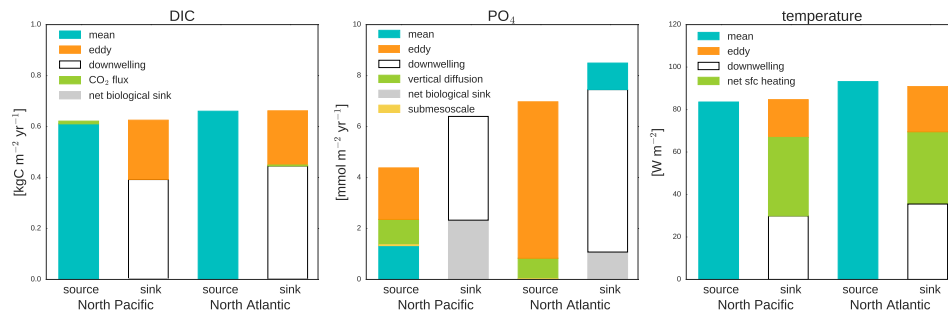 DIC
1.0
0.8
0.6
0.4
0.2
0.0
[kgC m⁻² yr⁻¹]
mean
eddy
downwelling
CO₂ flux
net biological sink
source sink source sink
North Pacific North Atlantic
PO₄
10
8
6
4
2
0
[mmol m⁻² yr⁻¹]
mean
eddy
downwelling
vertical diffusion
net biological sink
submesoscale
source sink source sink
North Pacific North Atlantic
temperature
120
100
80
60
40
20
0
[W m⁻²]
mean
eddy
downwelling
net sfc heating
source sink source sink
North Pacific North Atlantic